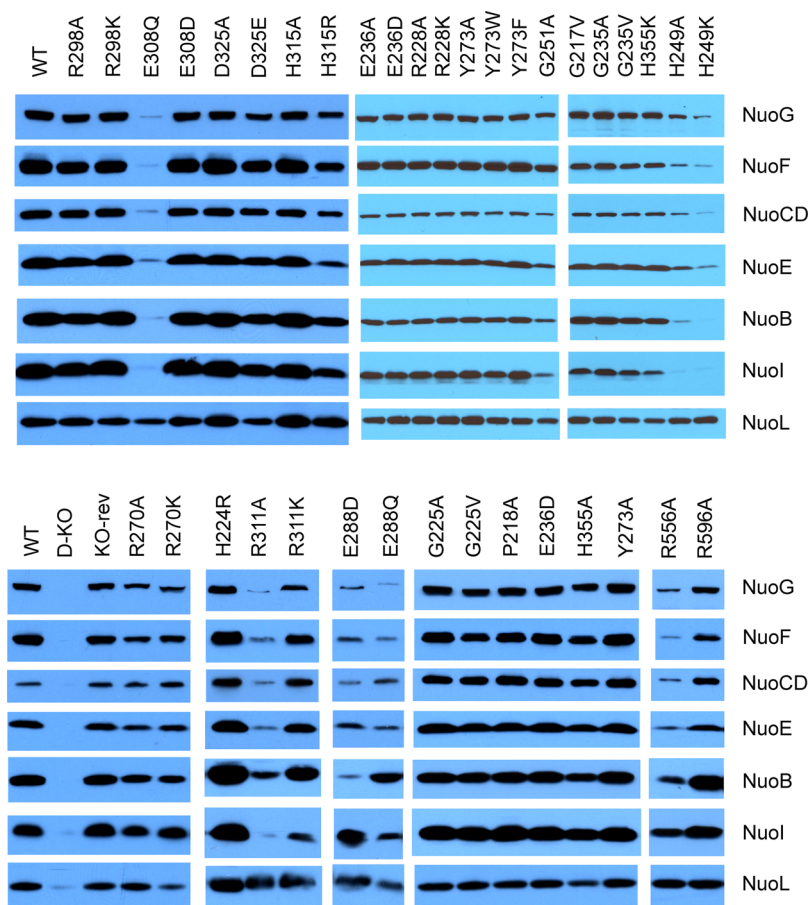 WT R298A R298K E308Q E308D D325A D325E H315A H315R E236A E236D R228A R228K Y273A Y273W Y273F G251A G217V G235A G235V H355K H249A H249K
NuoG
NuoF
NuoCD
NuoE
NuoB
NuoI
NuoL
WT D-KO KO-rev R270A R270K H224R R311A R311K E288D E288Q G225A G225V P218A E236D H355A Y273A R556A R596A
NuoG
NuoF
NuoCD
NuoE
NuoB
NuoI
NuoL